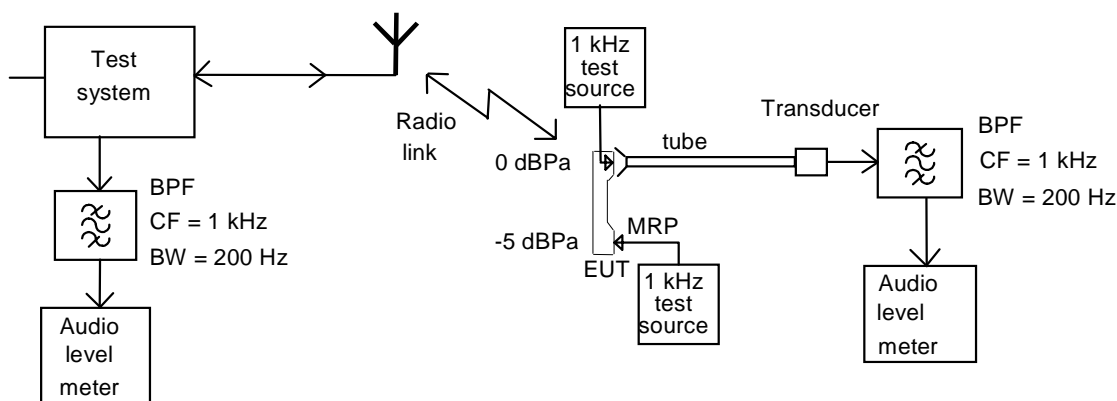 Test
system
Radio
link
BPF
CF = 1 kHz
BW = 200 Hz
Audio
level
meter
1 kHz
test
source
0 dBPa
tube
Transducer
BPF
CF = 1 kHz
BW = 200 Hz
MRP
-5 dBPa
EUT
1 kHz
test
source
Audio
level
meter